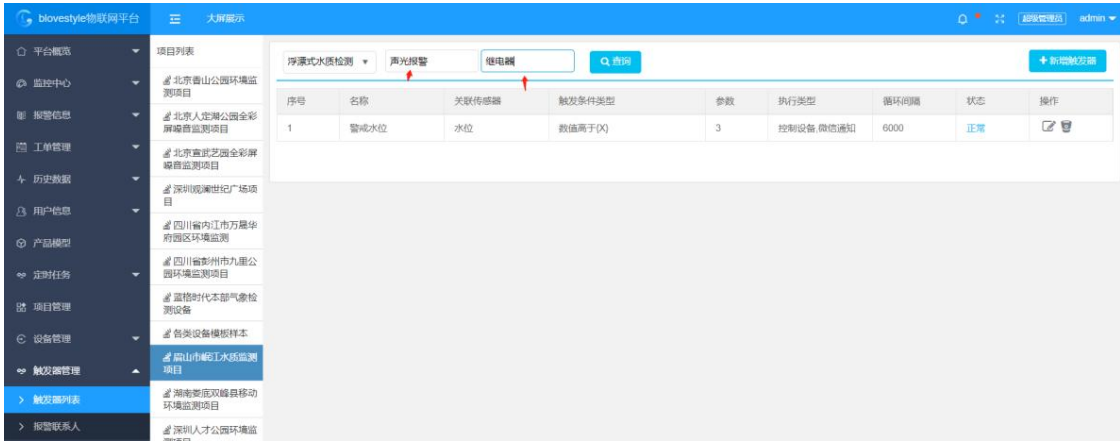 blovestyle物联网平台
大屏展示
超级管理员
admin
平台概览
监控中心
报警信息
工单管理
历史数据
用户信息
产品模型
定时任务
项目管理
设备管理
触发器管理
触发器列表
报警联系人
项目列表
北京香山公园环境监
测项目
北京人定湖公园全彩
屏噪音监测项目
北京宣武艺园全彩屏
噪音监测项目
深圳观澜世纪广场项
目
四川省内江市万晟华
府园区环境监测
四川省彭州市九里公
园环境监测项目
蓝格时代本部气象检
测设备
各类设备模板样本
眉山市岷江水质监测
项目
湖南娄底双峰县移动
环境监测项目
深圳人才公园环境监
浮漂式水质检测
声光报警
继电器
查询
新增触发器
序号 名称 关联传感器 触发条件类型 参数 执行类型 循环间隔 状态 操作
1 警戒水位 水位 数值高于(X) 3 控制设备,微信通知 6000 正常